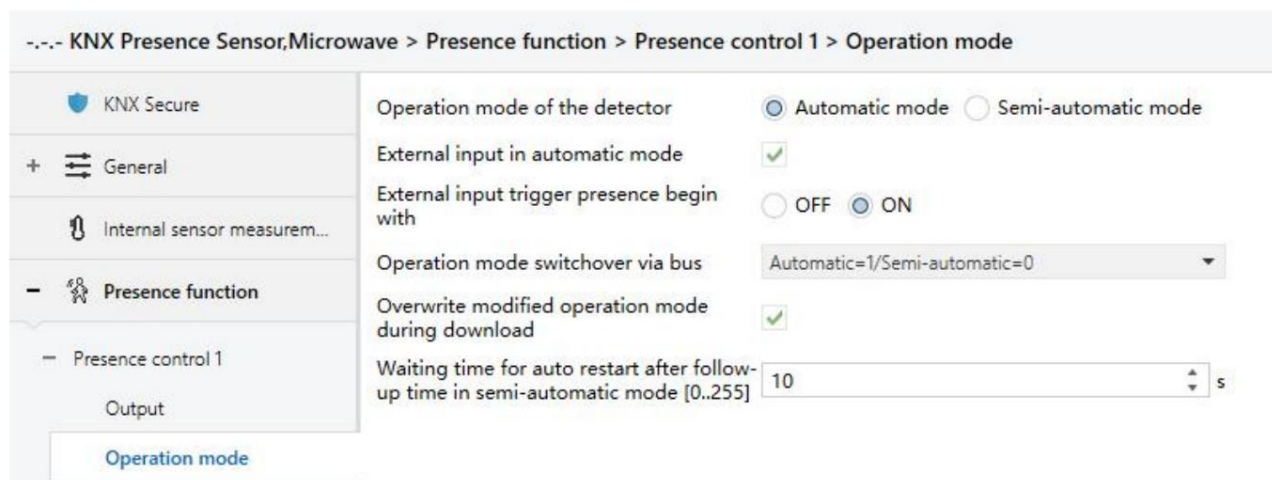 -.-.- KNX Presence Sensor,Microwave > Presence function > Presence control 1 > Operation mode
KNX Secure
+ General
Internal sensor measurem...
− Presence function
− Presence control 1
Output
Operation mode
Operation mode of the detector Automatic mode Semi-automatic mode
External input in automatic mode
External input trigger presence begin
with OFF ON
Operation mode switchover via bus Automatic=1/Semi-automatic=0
Overwrite modified operation mode
during download
Waiting time for auto restart after follow-
up time in semi-automatic mode [0..255] 10 s